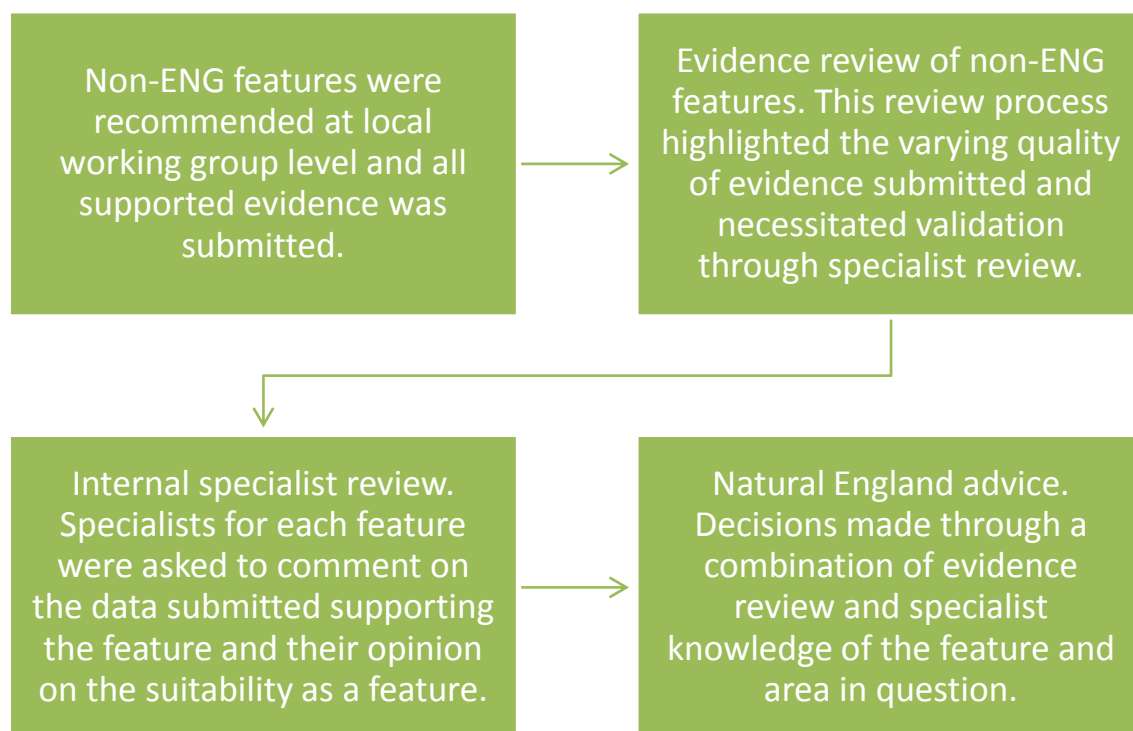 Non-ENG features were
recommended at local
working group level and all
supported evidence was
submitted.
Evidence review of non-ENG
features. This review process
highlighted the varying quality
of evidence submitted and
necessitated validation
through specialist review.
Internal specialist review.
Specialists for each feature
were asked to comment on
the data submitted supporting
the feature and their opinion
on the suitability as a feature.
Natural England advice.
Decisions made through a
combination of evidence
review and specialist
knowledge of the feature and
area in question.